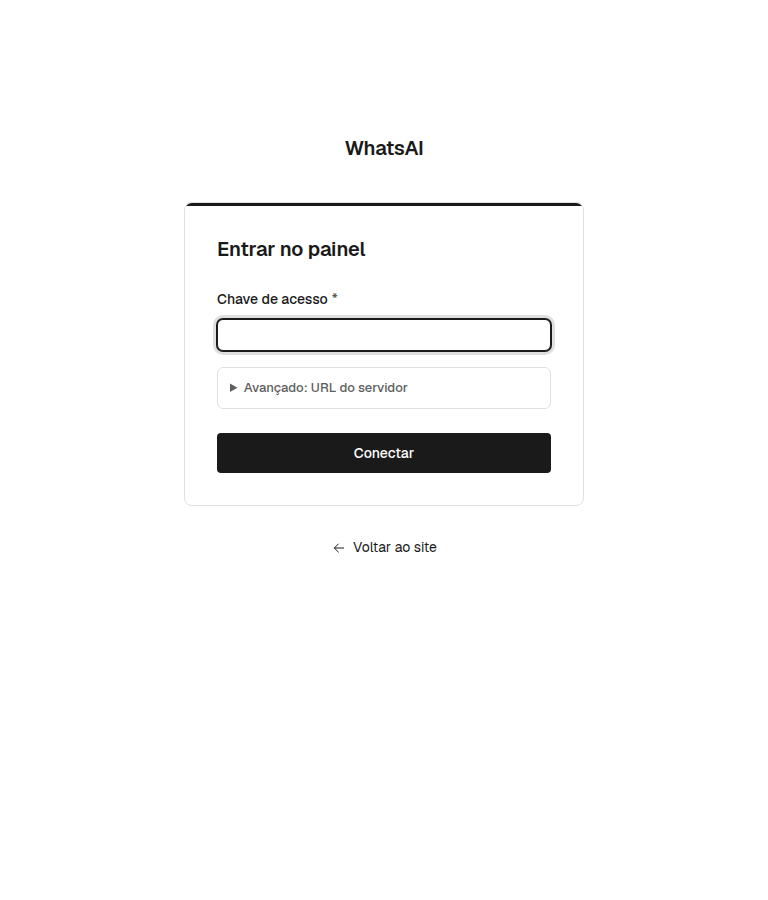 WhatsAI
Entrar no painel
Chave de acesso *
▶ Avançado: URL do servidor
Conectar
← Voltar ao site